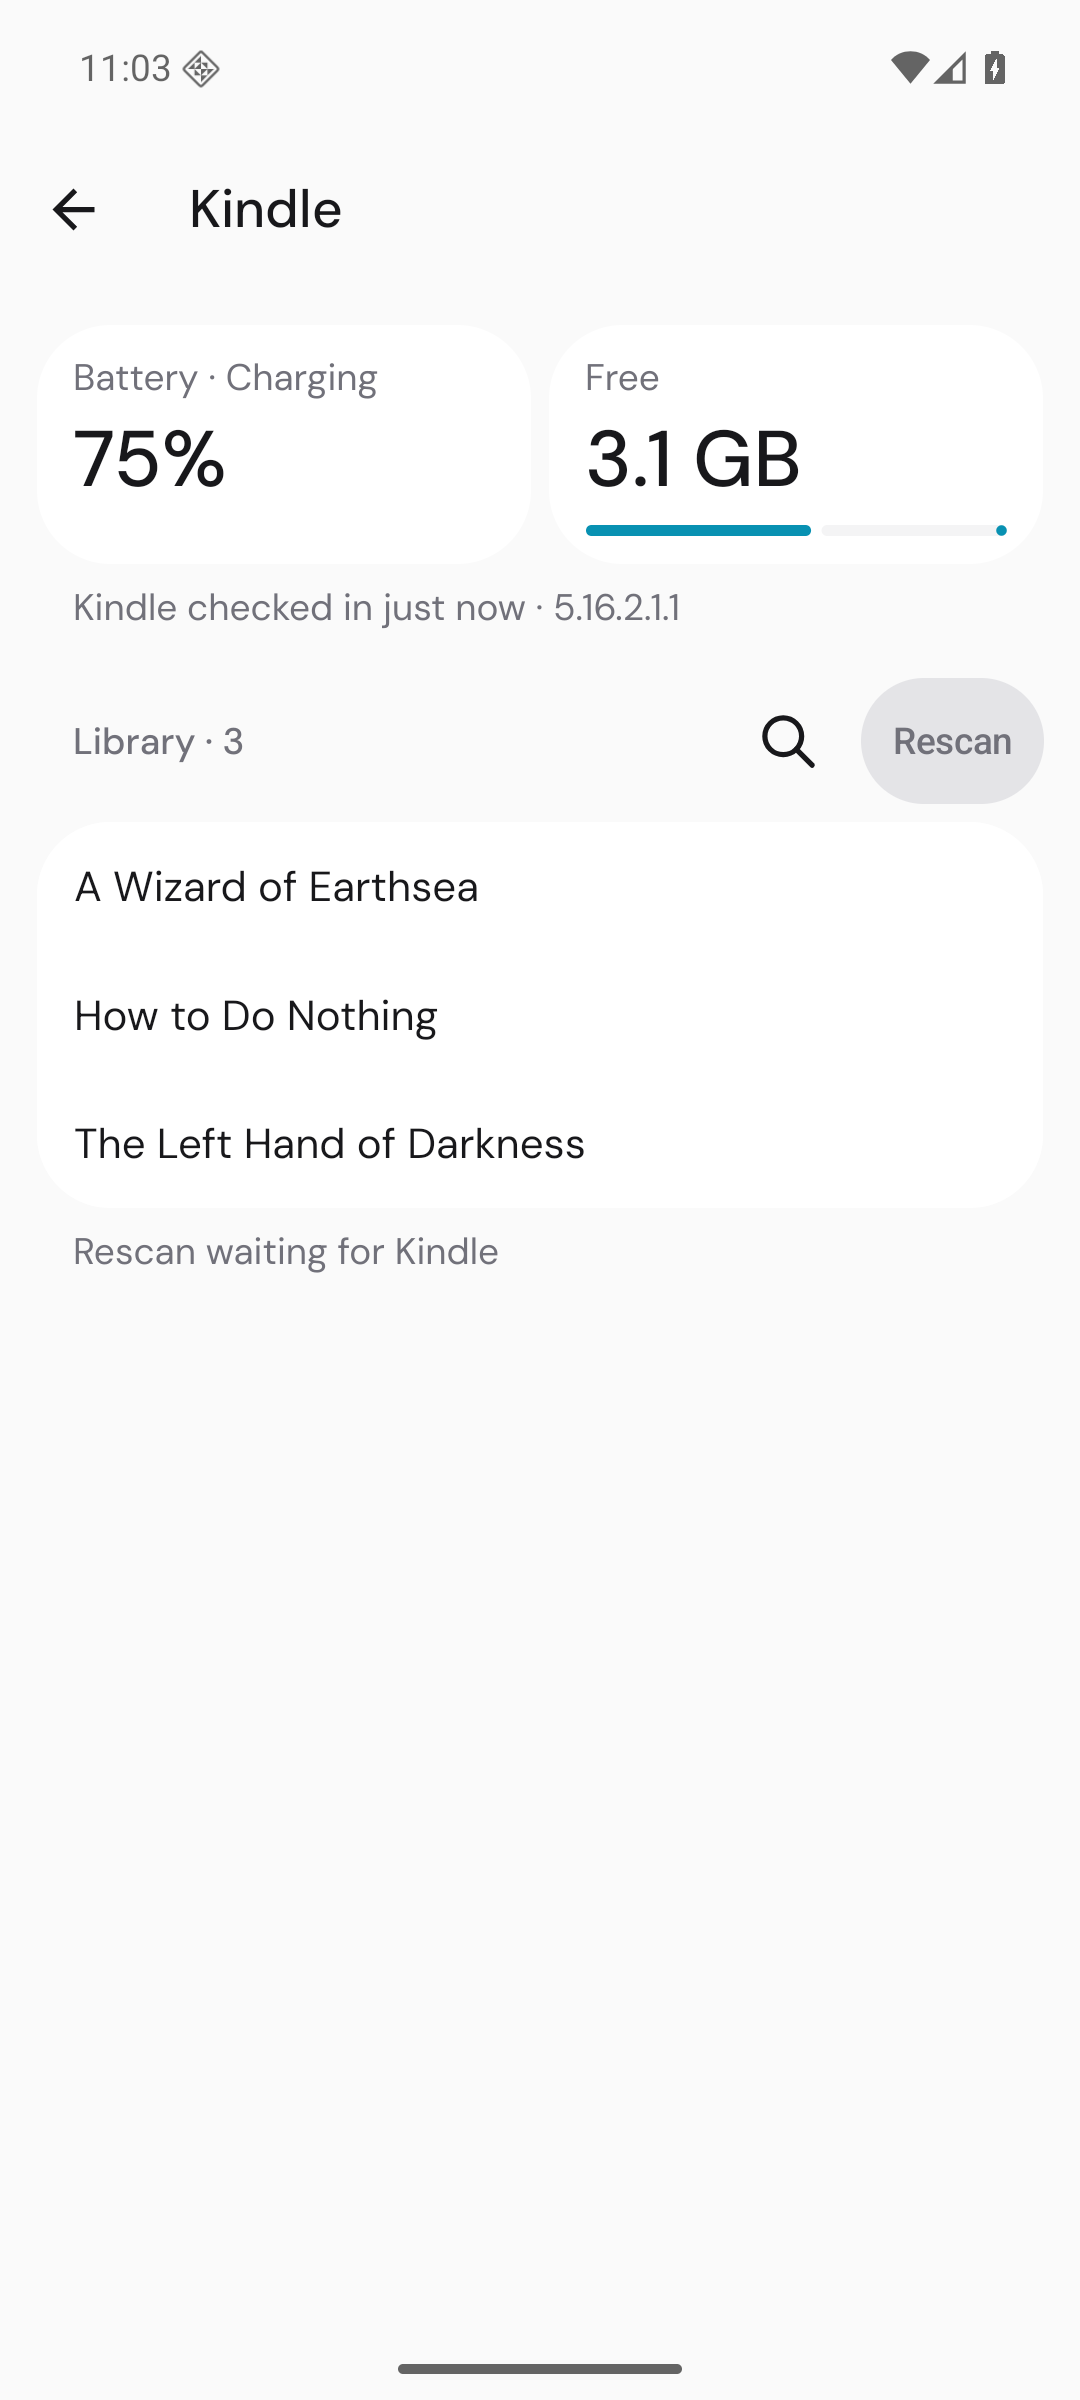 11:03
Kindle
Battery · Charging
75%
Free
3.1 GB
Kindle checked in just now · 5.16.2.1.1
Library · 3
Rescan
A Wizard of Earthsea
How to Do Nothing
The Left Hand of Darkness
Rescan waiting for Kindle